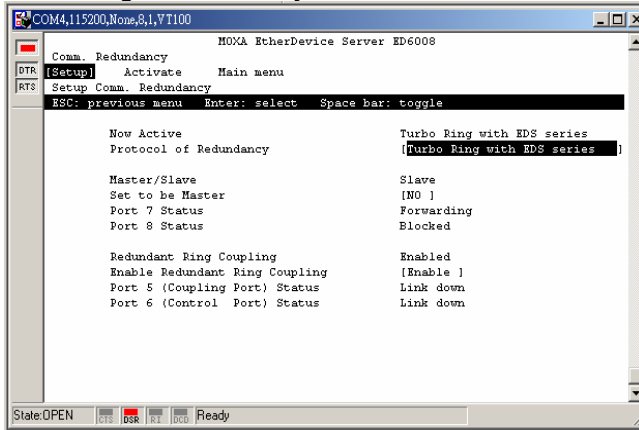 COM4,115200,None,8,1,VT100
MOXA EtherDevice Server ED6008
Comm. Redundancy
[Setup] Activate Main menu
Setup Comm. Redundancy
ESC: previous menu Enter: select Space bar: toggle
Now Active Turbo Ring with EDS series
Protocol of Redundancy [Turbo Ring with EDS series ]
Master/Slave Slave
Set to be Master [NO ]
Port 7 Status Forwarding
Port 8 Status Blocked
Redundant Ring Coupling Enabled
Enable Redundant Ring Coupling [Enable ]
Port 5 (Coupling Port) Status Link down
Port 6 (Control Port) Status Link down
DTR
RTS
State:OPEN CTS DSR RI DCD Ready